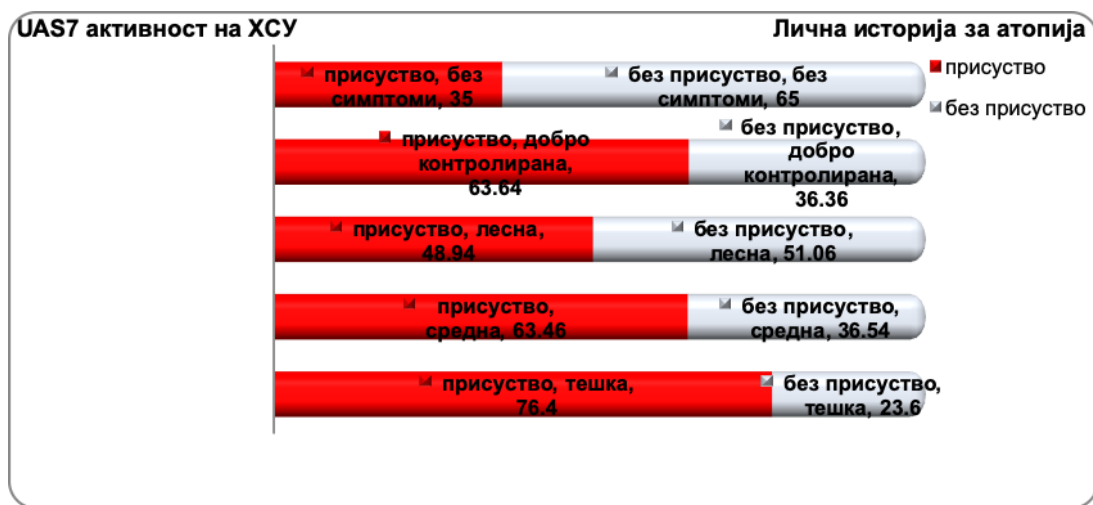 UAS7 активност на ХСУ
Лична историја за атопија
присуство
без присуство
присуство, без
симптоми, 35
без присуство, без
симптоми, 65
присуство, добро
контролирана,
63.64
без присуство,
добро
контролирана,
36.36
присуство, лесна,
48.94
без присуство,
лесна, 51.06
присуство,
средна, 63.46
без присуство,
средна, 36.54
присуство, тешка,
76.4
без присуство,
тешка, 23.6